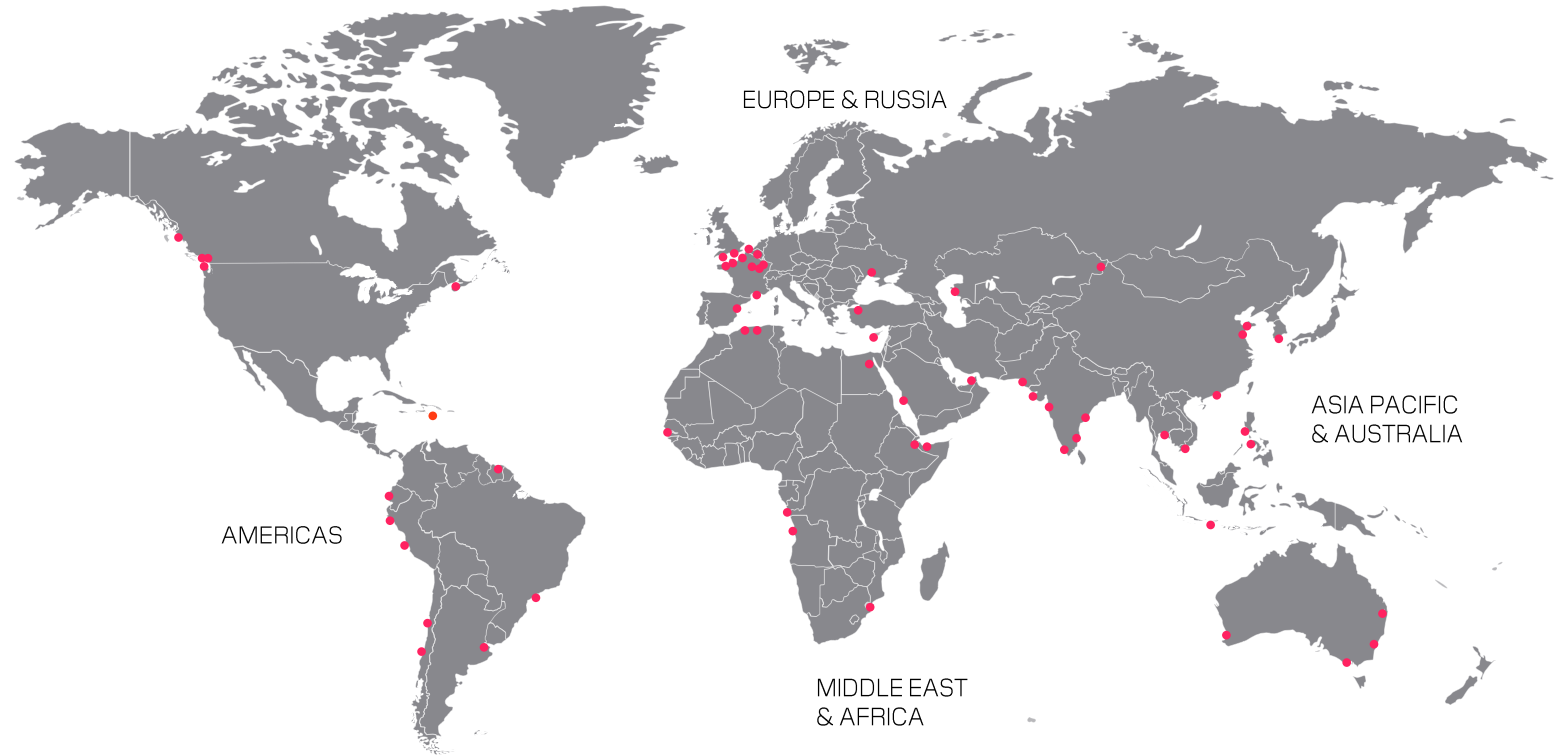 EUROPE & RUSSIA
ASIA PACIFIC
& AUSTRALIA
AMERICAS
MIDDLE EAST
& AFRICA